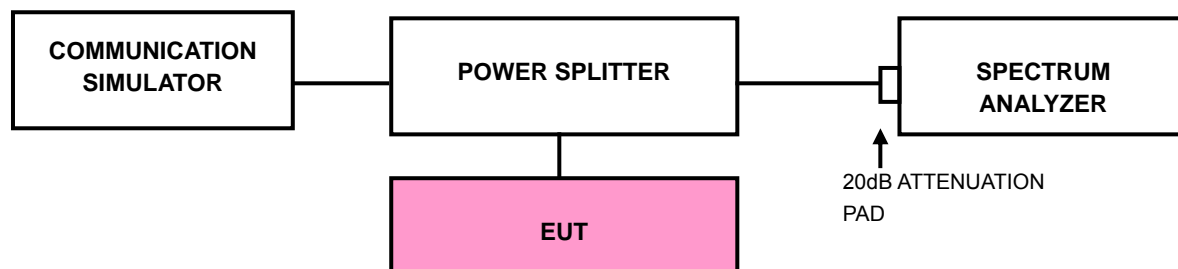 COMMUNICATION
SIMULATOR
POWER SPLITTER
SPECTRUM
ANALYZER
20dB ATTENUATION
PAD
EUT